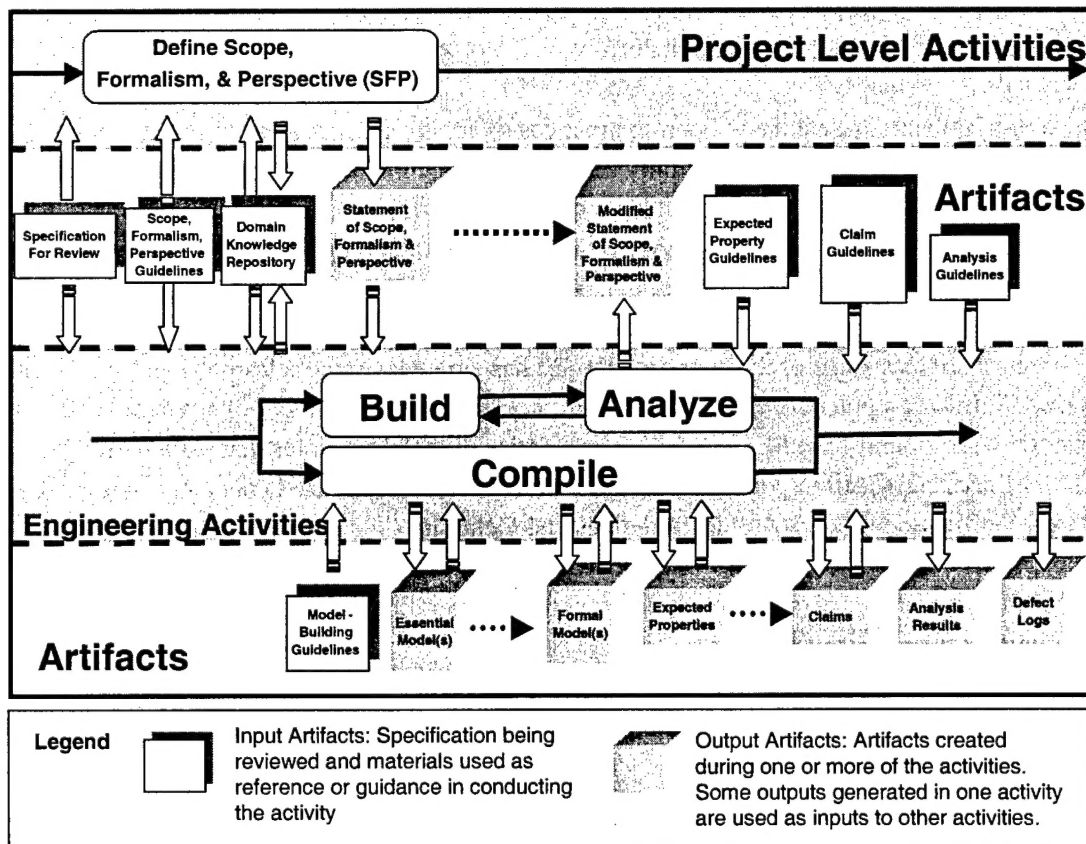 Define Scope,
Formalism, & Perspective (SFP)
Project Level Activities
Artifacts
Specification
For Review
Scope,
Formalism,
Perspective
Guidelines
Domain
Knowledge
Repository
Statement
of Scope,
Formalism &
Perspective
Modified
Statement
of Scope,
Formalism &
Perspective
Expected
Property
Guidelines
Claim
Guidelines
Analysis
Guidelines
Build
Analyze
Compile
Engineering Activities
Artifacts
Model -
Building
Guidelines
Essential
Model(s)
Formal
Model(s)
Expected
Properties
Claims
Analysis
Results
Defect
Logs
Legend
Input Artifacts: Specification being
reviewed and materials used as
reference or guidance in conducting
the activity
Output Artifacts: Artifacts created
during one or more of the activities.
Some outputs generated in one activity
are used as inputs to other activities.